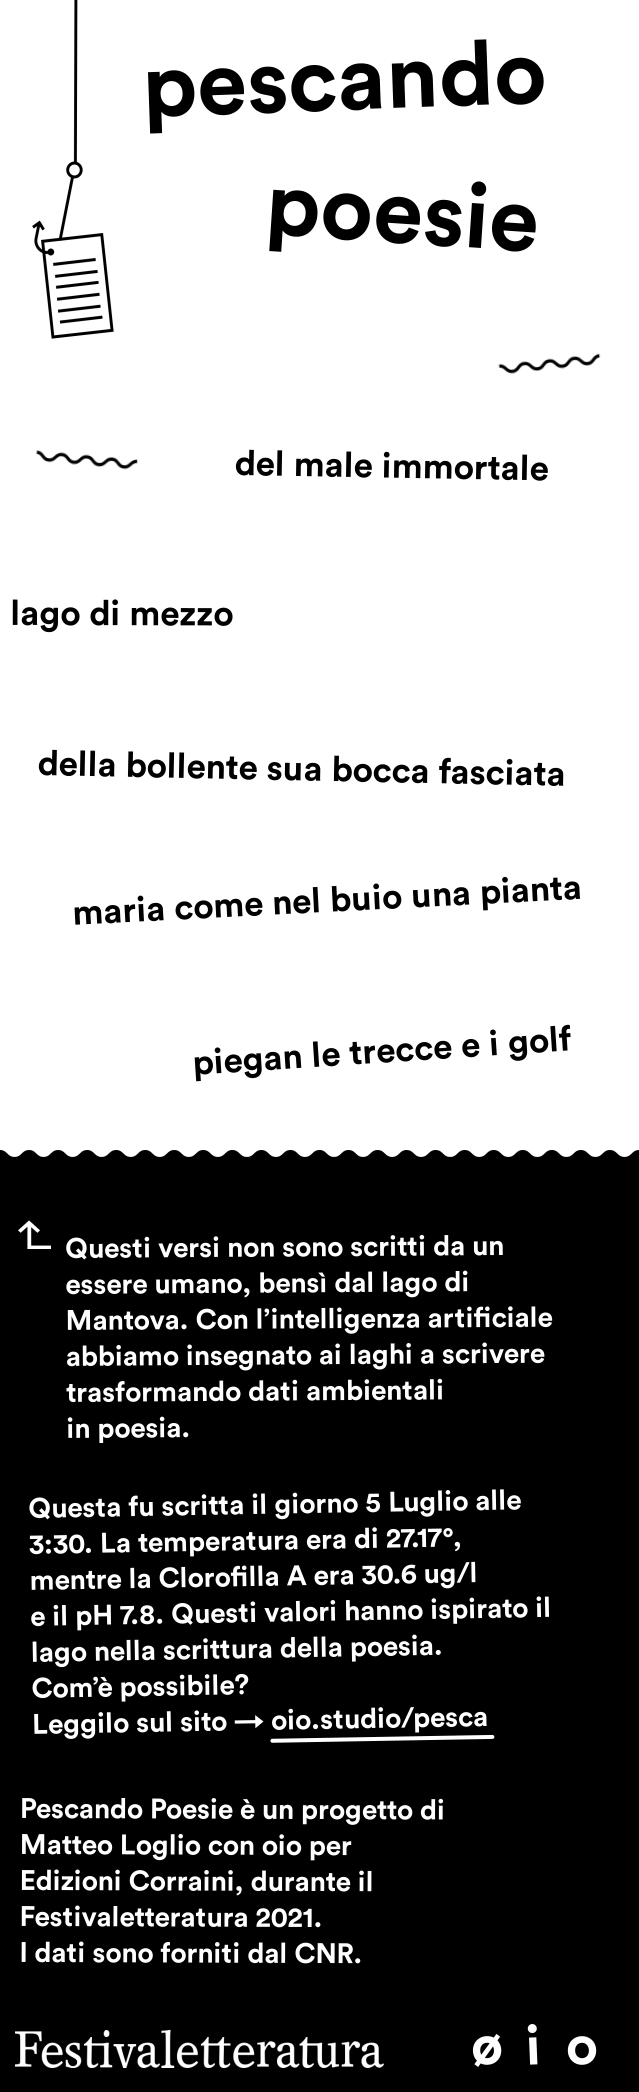 pescando
poesie
del male immortale
lago di mezzo
della bollente sua bocca fasciata
maria come nel buio una pianta
piegan le trecce e i golf
Questi versi non sono scritti da un
essere umano, bensì dal lago di
Mantova. Con l’intelligenza artificiale
abbiamo insegnato ai laghi a scrivere
trasformando dati ambientali
in poesia.
Questa fu scritta il giorno 5 Luglio alle
3:30. La temperatura era di 27.17°,
mentre la Clorofilla A era 30.6 ug/l
e il pH 7.8. Questi valori hanno ispirato il
lago nella scrittura della poesia.
Com’è possibile?
Leggilo sul sito → oio.studio/pesca
Pescando Poesie è un progetto di
Matteo Loglio con oio per
Edizioni Corraini, durante il
Festivaletteratura 2021.
I dati sono forniti dal CNR.
Festivaletteratura ø i o